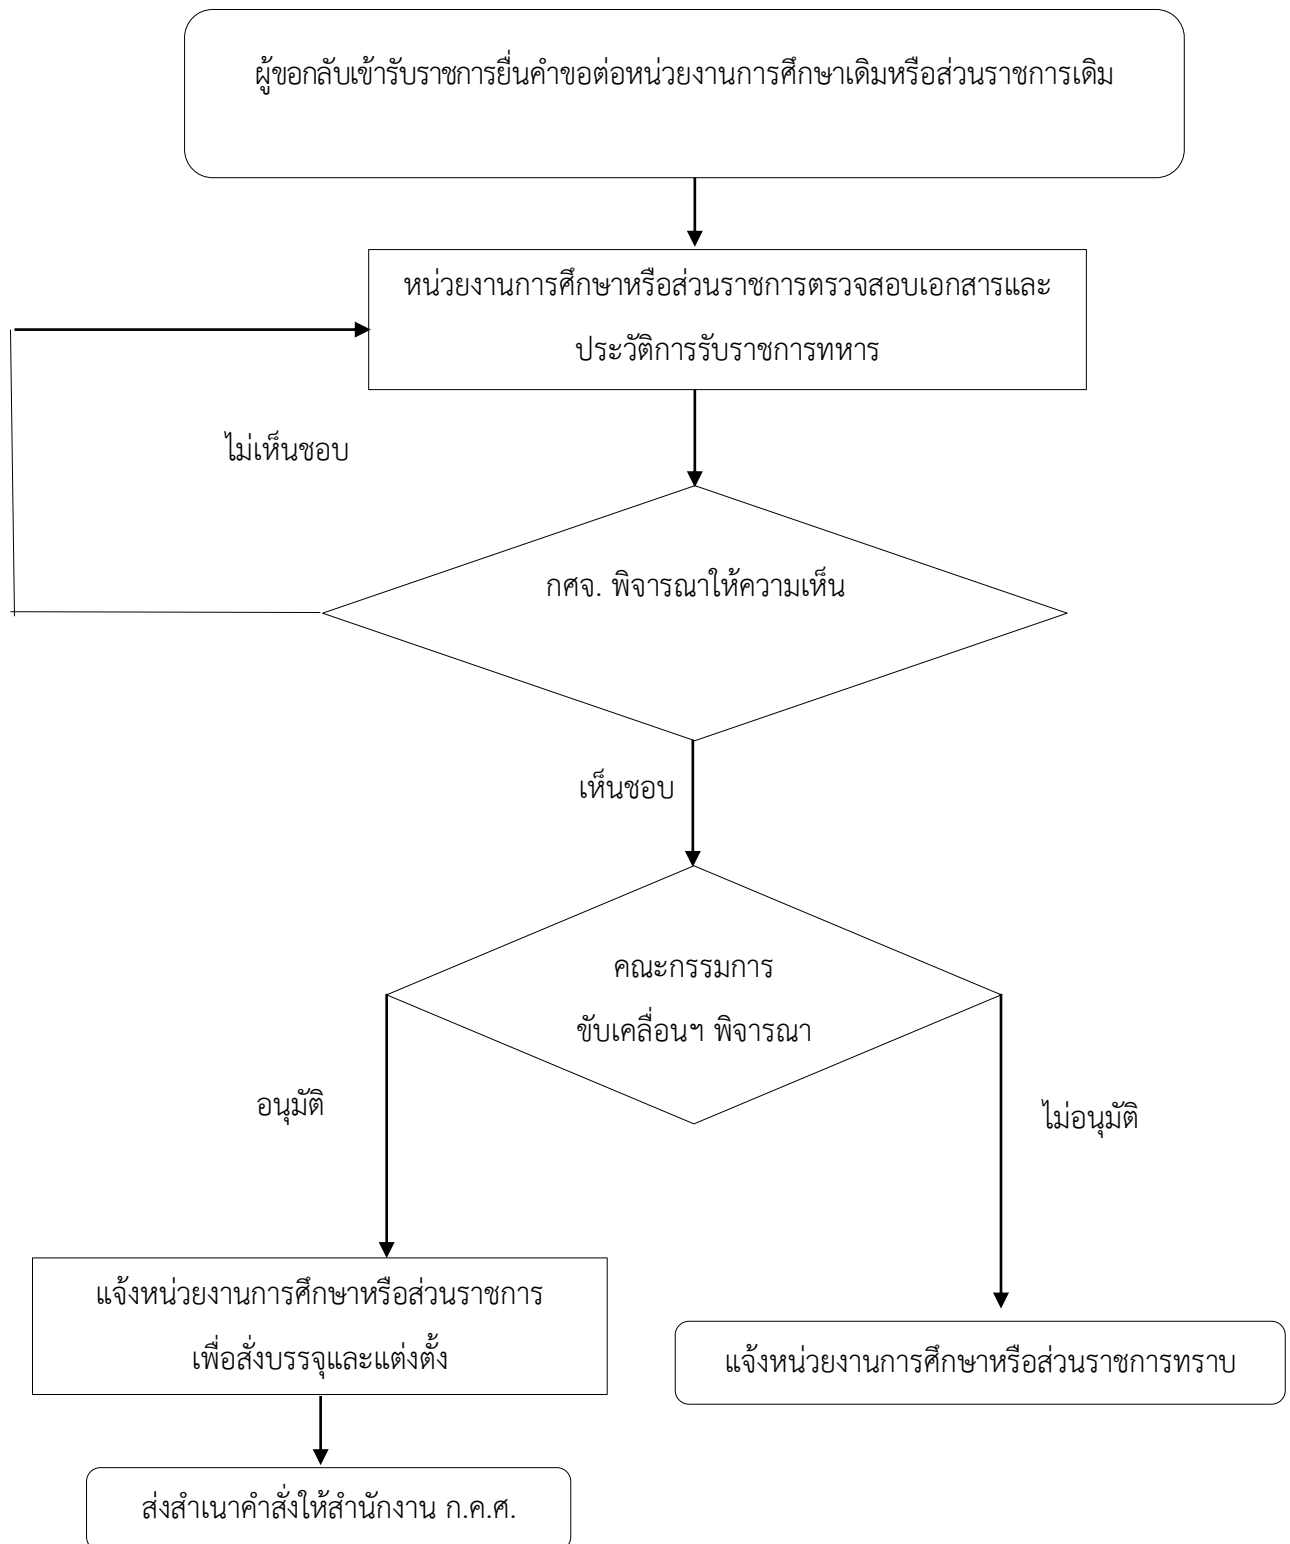 ผู้ขอกลับเข้ารับราชการยื่นคำขอต่อหน่วยงานการศึกษาเดิมหรือส่วนราชการเดิม
หน่วยงานการศึกษาหรือส่วนราชการตรวจสอบเอกสารและ
ประวัติการรับราชการทหาร
ไม่เห็นชอบ
กศจ. พิจารณาให้ความเห็น
เห็นชอบ
คณะกรรมการ
ขับเคลื่อนฯ พิจารณา
อนุมัติ
ไม่อนุมัติ
แจ้งหน่วยงานการศึกษาหรือส่วนราชการ
เพื่อสั่งบรรจุและแต่งตั้ง
แจ้งหน่วยงานการศึกษาหรือส่วนราชการทราบ
ส่งสำเนาคำสั่งให้สำนักงาน ก.ค.ศ.